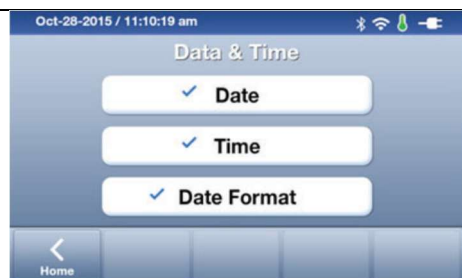 Oct-28-2015 / 11:10:19 am
Data & Time
Date
Time
Date Format
Home